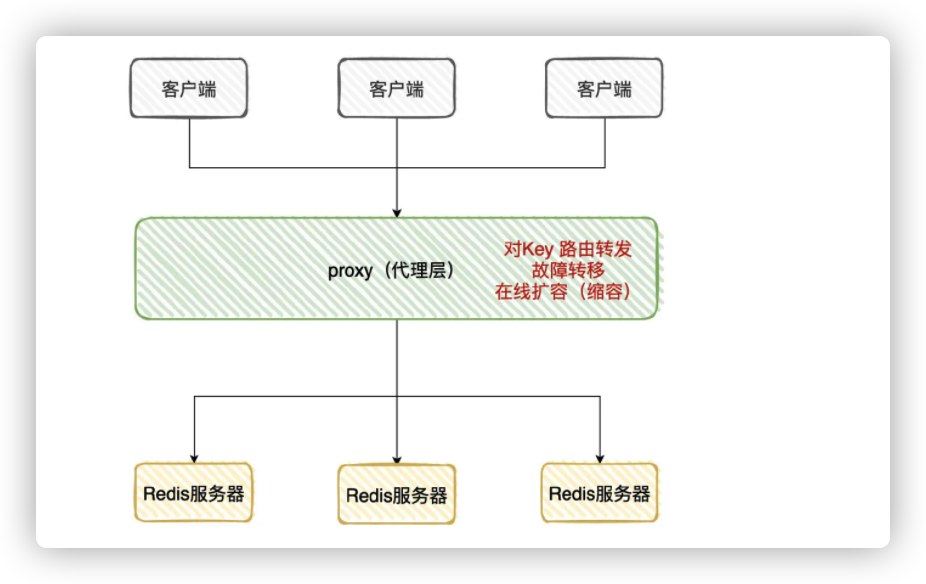 客户端
客户端
客户端
proxy（代理层）
对Key 路由转发
故障转移
在线扩容（缩容）
Redis服务器
Redis服务器
Redis服务器